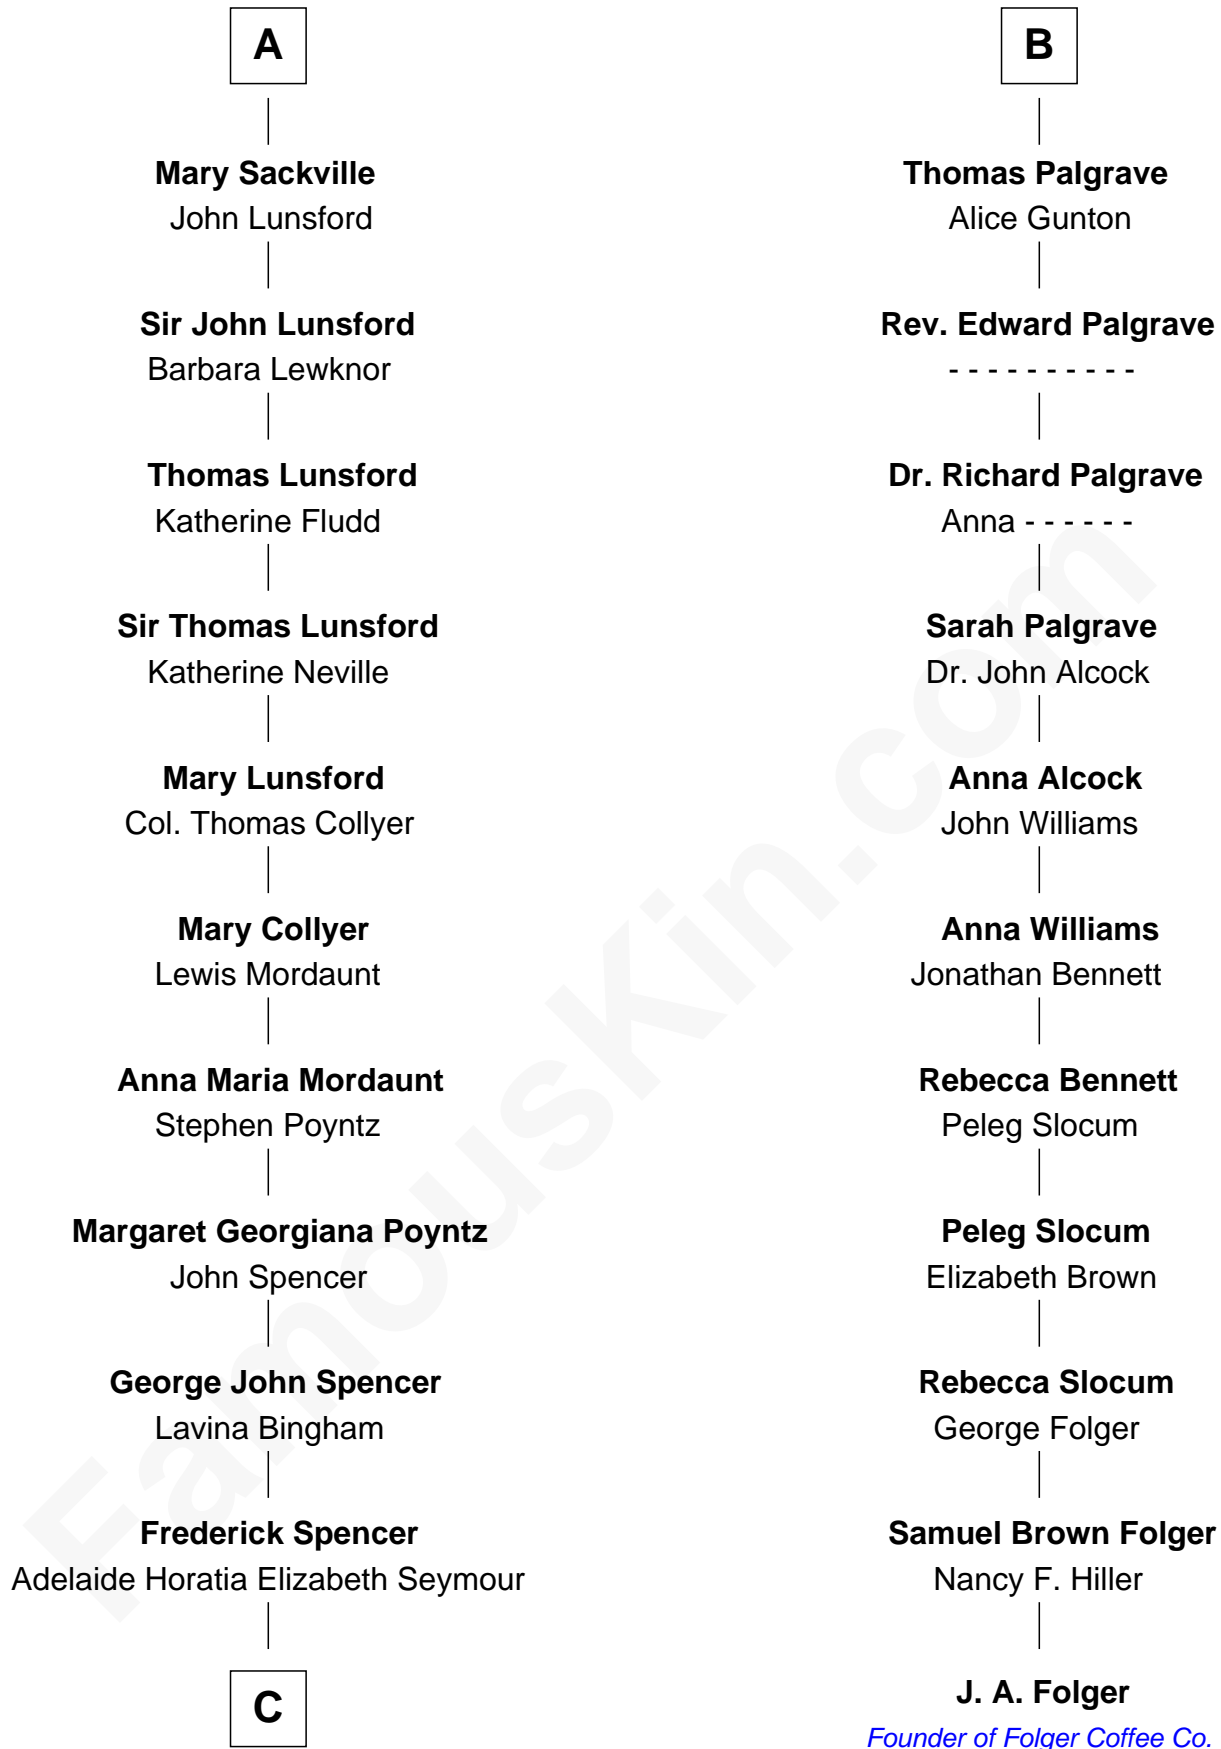 A
Mary Sackville
John Lunsford
Sir John Lunsford
Barbara Lewknor
Thomas Lunsford
Katherine Fludd
Sir Thomas Lunsford
Katherine Neville
Mary Lunsford
Col. Thomas Collyer
Mary Collyer
Lewis Mordaunt
Anna Maria Mordaunt
Stephen Poyntz
Margaret Georgiana Poyntz
John Spencer
George John Spencer
Lavina Bingham
Frederick Spencer
Adelaide Horatia Elizabeth Seymour
C
B
Thomas Palgrave
Alice Gunton
Rev. Edward Palgrave
- - - - - - - - - -
Dr. Richard Palgrave
Anna - - - - - -
Sarah Palgrave
Dr. John Alcock
Anna Alcock
John Williams
Anna Williams
Jonathan Bennett
Rebecca Bennett
Peleg Slocum
Peleg Slocum
Elizabeth Brown
Rebecca Slocum
George Folger
Samuel Brown Folger
Nancy F. Hiller
J. A. Folger
Founder of Folger Coffee Co.
FamousKin.com